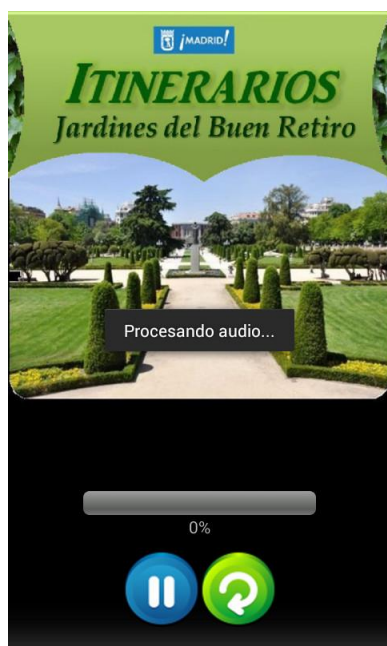 ¡MADRID!
ITINERARIOS
Jardines del Buen Retiro
Procesando audio...
0%